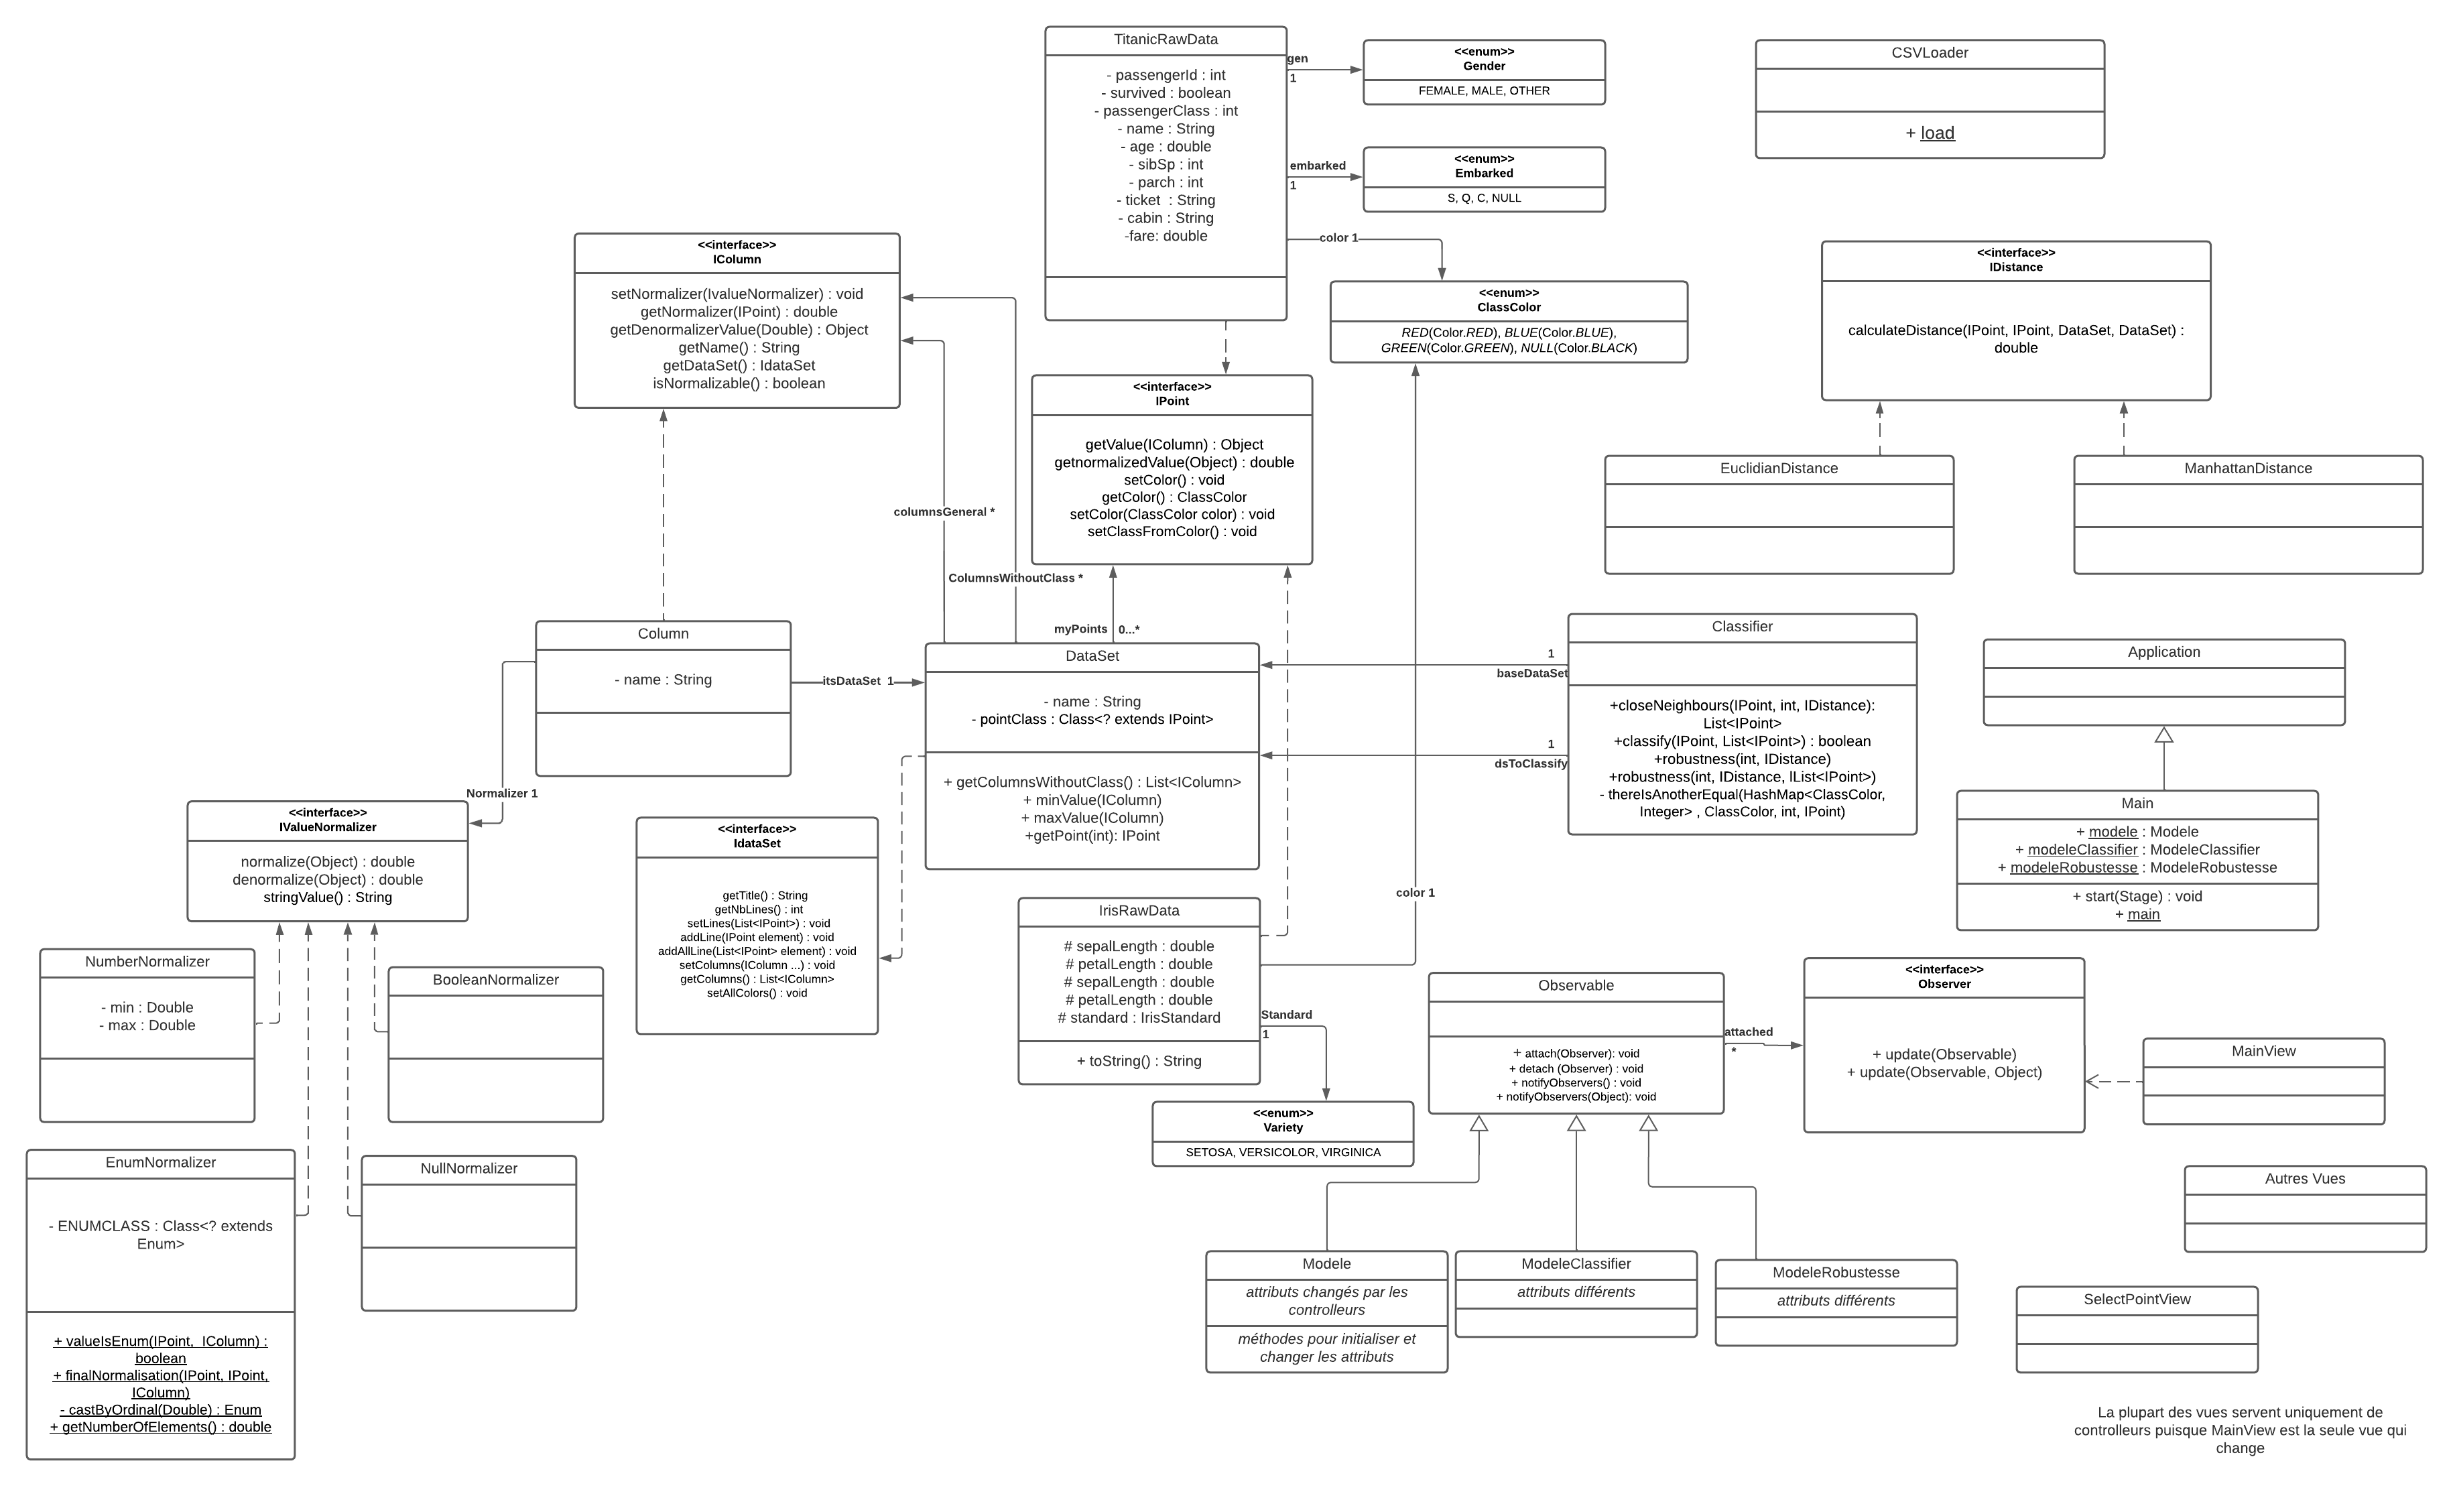 TitanicRawData
- passengerId : int
- survived : boolean
- passengerClass : int
- name : String
- age : double
- sibSp : int
- parch : int
- ticket  : String
- cabin : String
-fare: double
gen
1
<<enum>>
Gender
FEMALE, MALE, OTHER
embarked
1
<<enum>>
Embarked
S, Q, C, NULL
color 1
<<enum>>
ClassColor
RED(Color.RED), BLUE(Color.BLUE),
GREEN(Color.GREEN), NULL(Color.BLACK)
CSVLoader
+ load
<<interface>>
IColumn
setNormalizer(IvalueNormalizer) : void
getNormalizer(IPoint) : double
getDenormalizerValue(Double) : Object
getName() : String
getDataSet() : IdataSet
isNormalizable() : boolean
<<interface>>
IDistance
calculateDistance(IPoint, IPoint, DataSet, DataSet) :
double
<<interface>>
IPoint
getValue(IColumn) : Object
getnormalizedValue(Object) : double
setColor() : void
getColor() : ClassColor
setColor(ClassColor color) : void
setClassFromColor() : void
EuclidianDistance
ManhattanDistance
columnsGeneral *
ColumnsWithoutClass *
myPoints
0...*
Column
- name : String
itsDataSet  1
DataSet
- name : String
- pointClass : Class<? extends IPoint>
+ getColumnsWithoutClass() : List<IColumn>
+ minValue(IColumn)
+ maxValue(IColumn)
+getPoint(int): IPoint
1
baseDataSet
1
dsToClassify
Classifier
+closeNeighbours(IPoint, int, IDistance):
List<IPoint>
+classify(IPoint, List<IPoint>) : boolean
+robustness(int, IDistance)
+robustness(int, IDistance, lList<IPoint>)
- thereIsAnotherEqual(HashMap<ClassColor,
Integer> , ClassColor, int, IPoint)
Application
Main
+ modele : Modele
+ modeleClassifier : ModeleClassifier
+ modeleRobustesse : ModeleRobustesse
+ start(Stage) : void
+ main
Normalizer 1
<<interface>>
IValueNormalizer
normalize(Object) : double
denormalize(Object) : double
stringValue() : String
<<interface>>
IdataSet
getTitle() : String
getNbLines() : int
setLines(List<IPoint>) : void
addLine(IPoint element) : void
addAllLine(List<IPoint> element) : void
setColumns(IColumn ...) : void
getColumns() : List<IColumn>
setAllColors() : void
color 1
IrisRawData
# sepalLength : double
# petalLength : double
# sepalLength : double
# petalLength : double
# standard : IrisStandard
+ toString() : String
Standard
1
<<enum>>
Variety
SETOSA, VERSICOLOR, VIRGINICA
NumberNormalizer
- min : Double
- max : Double
BooleanNormalizer
EnumNormalizer
- ENUMCLASS : Class<? extends
Enum>
+ valueIsEnum(IPoint,  IColumn) :
boolean
+ finalNormalisation(IPoint, IPoint,
IColumn)
- castByOrdinal(Double) : Enum
+ getNumberOfElements() : double
NullNormalizer
Observable
+ attach(Observer): void
+ detach (Observer) : void
+ notifyObservers() : void
+ notifyObservers(Object): void
attached
*
<<interface>>
Observer
+ update(Observable)
+ update(Observable, Object)
MainView
Autres Vues
Modele
attributs changés par les
controlleurs
méthodes pour initialiser et
changer les attributs
ModeleClassifier
attributs différents
ModeleRobustesse
attributs différents
SelectPointView
La plupart des vues servent uniquement de
controlleurs puisque MainView est la seule vue qui
change